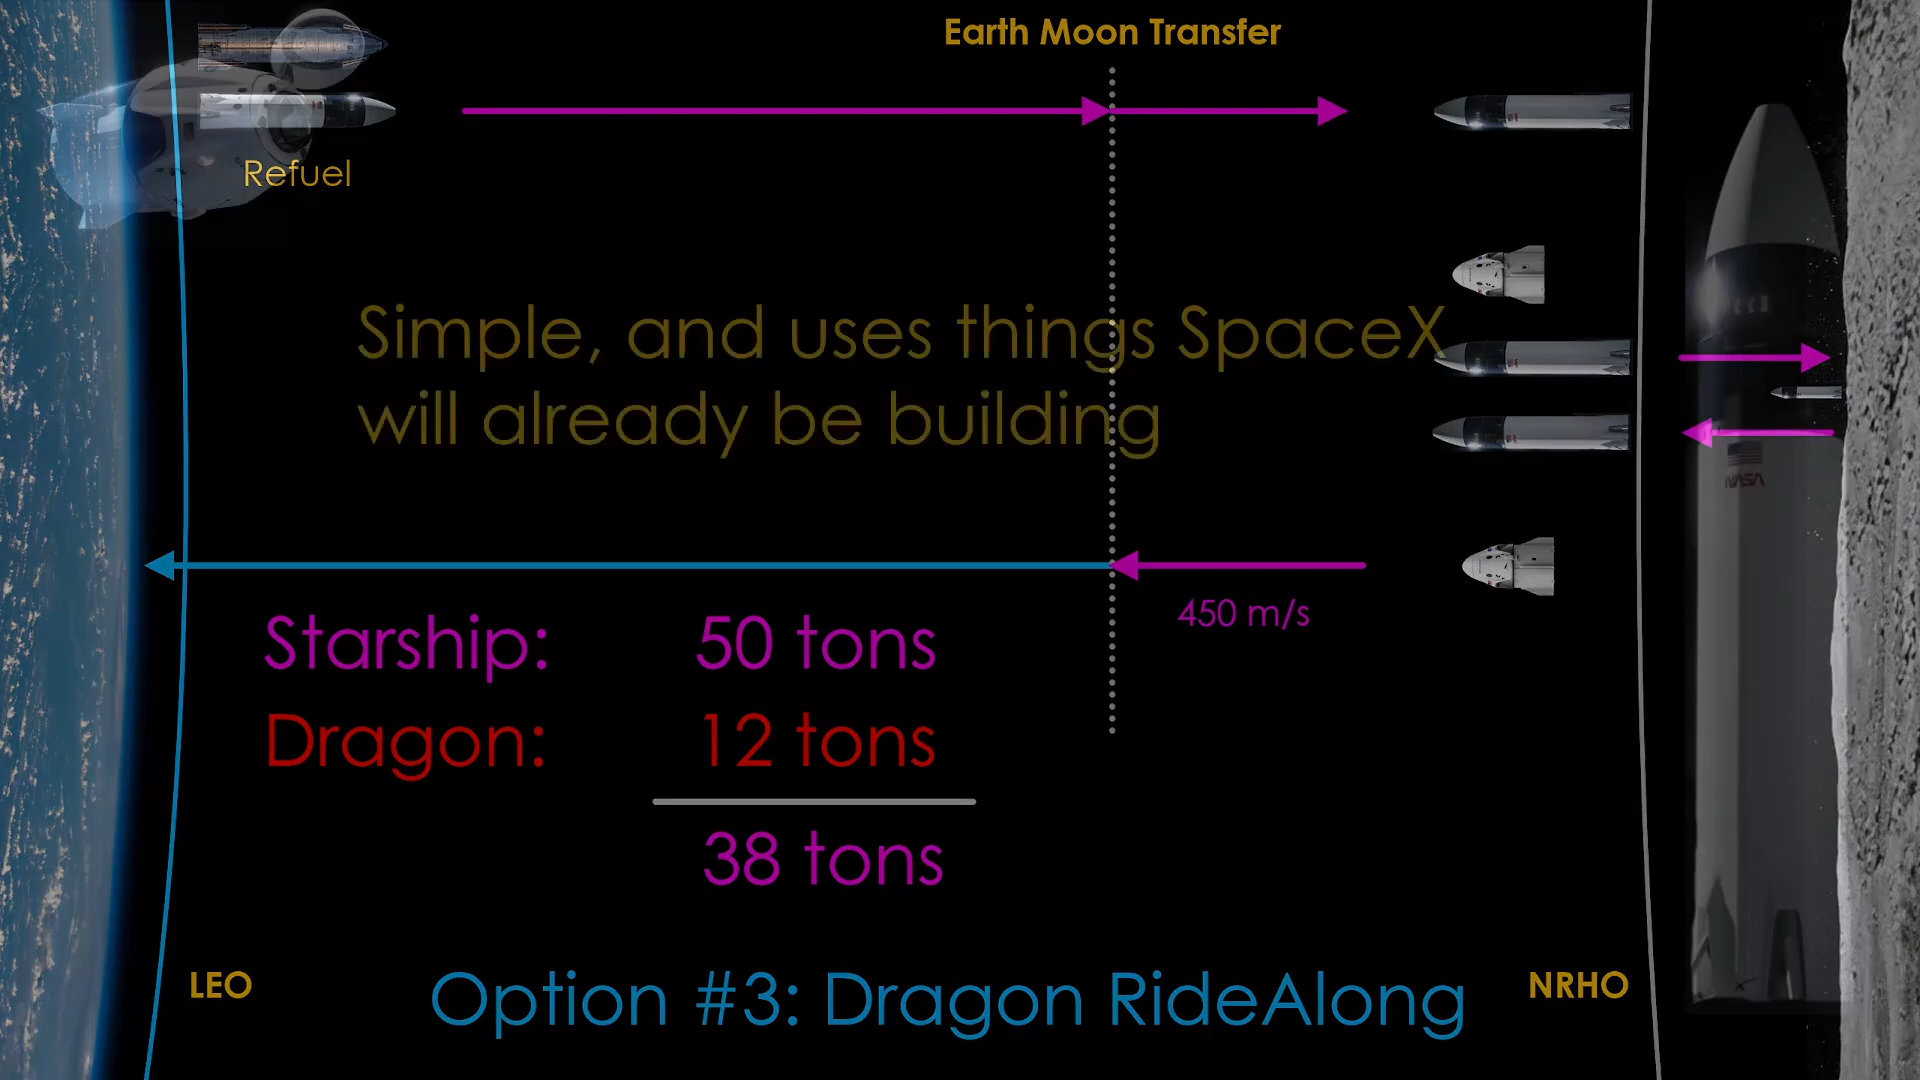 Earth Moon Transfer
Refuel
Simple, and uses things SpaceX
will already be building
NASA
450 m/s
Starship: 50 tons
Dragon: 12 tons
38 tons
LEO
Option #3: Dragon RideAlong
NRHO